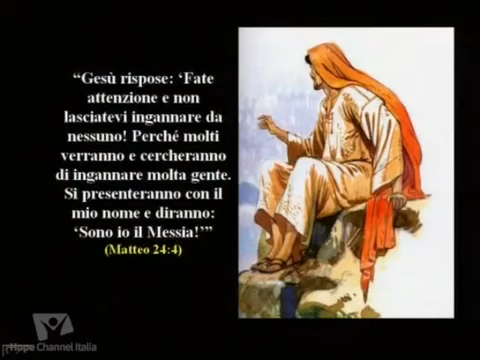 “Gesù rispose: ‘Fate
attenzione e non
lasciatevi ingannare da
nessuno! Perché molti
verranno e cercheranno
di ingannare molta gente.
Si presenteranno con il
mio nome e diranno:
‘Sono io il Messia!’”
(Matteo 24:4)
Hope Channel Italia